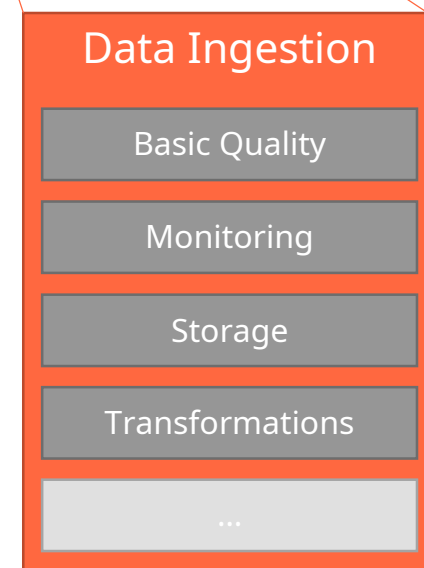 Data Ingestion
Basic Quality
Monitoring
Storage
Transformations
...